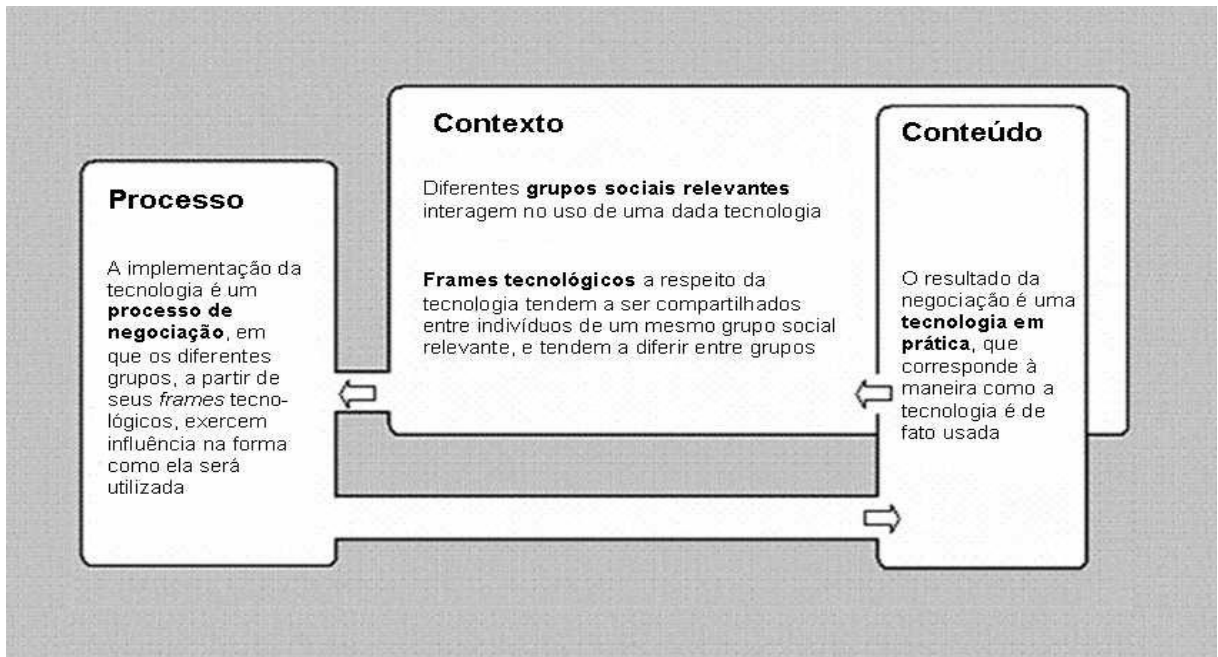 Processo
A implementação da
tecnologia é um
processo de
negociação, em
que os diferentes
grupos, a partir de
seus frames tecno-
lógicos, exercem
influência na forma
como ela será
utilizada
Contexto
Diferentes grupos sociais relevantes
interagem no uso de uma dada tecnologia
Frames tecnológicos a respeito da
tecnologia tendem a ser compartilhados
entre indivíduos de um mesmo grupo social
relevante, e tendem a diferir entre grupos
Conteúdo
O resultado da
negociação é uma
tecnologia em
prática, que
corresponde à
maneira como a
tecnologia é de
fato usada